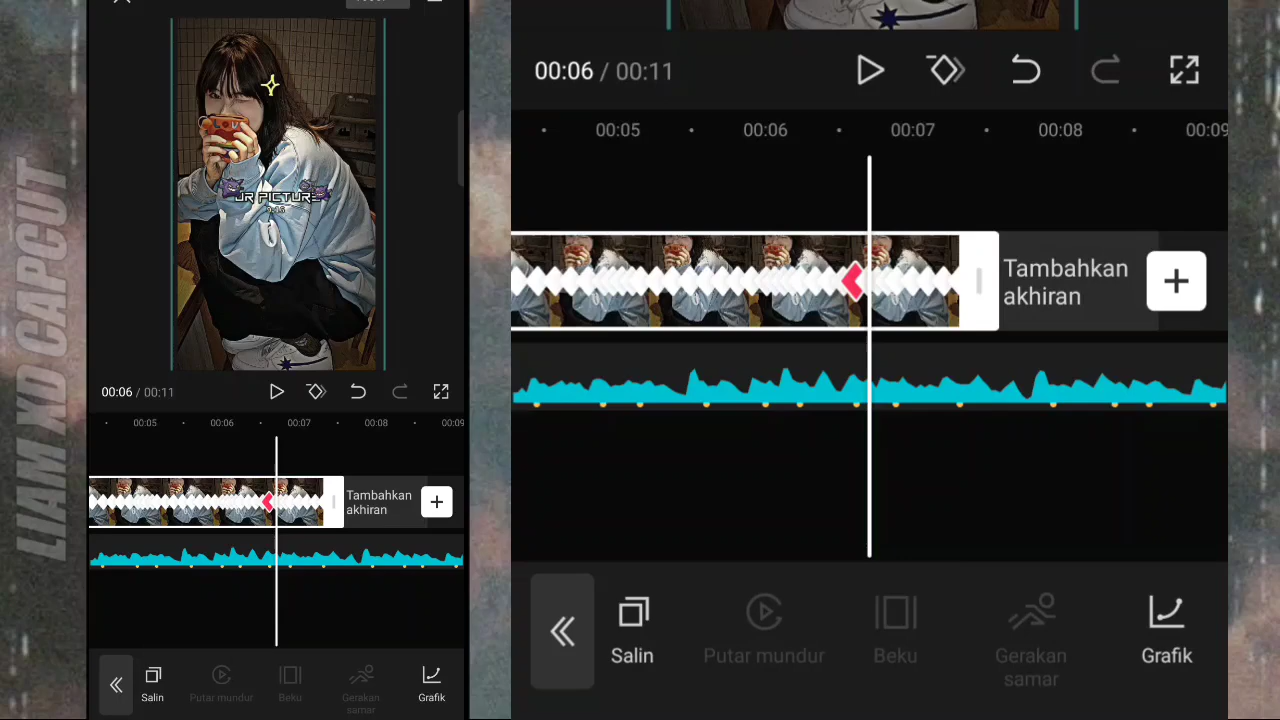 LIAM XD CAPCUT
JR PICTURE
00:06 / 00:11
00:05 00:06 00:07 00:08 00:09
Tambahkan
akhiran
Salin Putar mundur Beku Gerakan Grafik
samar
00:06 / 00:11
00:05 00:06 00:07 00:08 00:09
Tambahkan
akhiran
Salin Putar mundur Beku Gerakan Grafik
samar